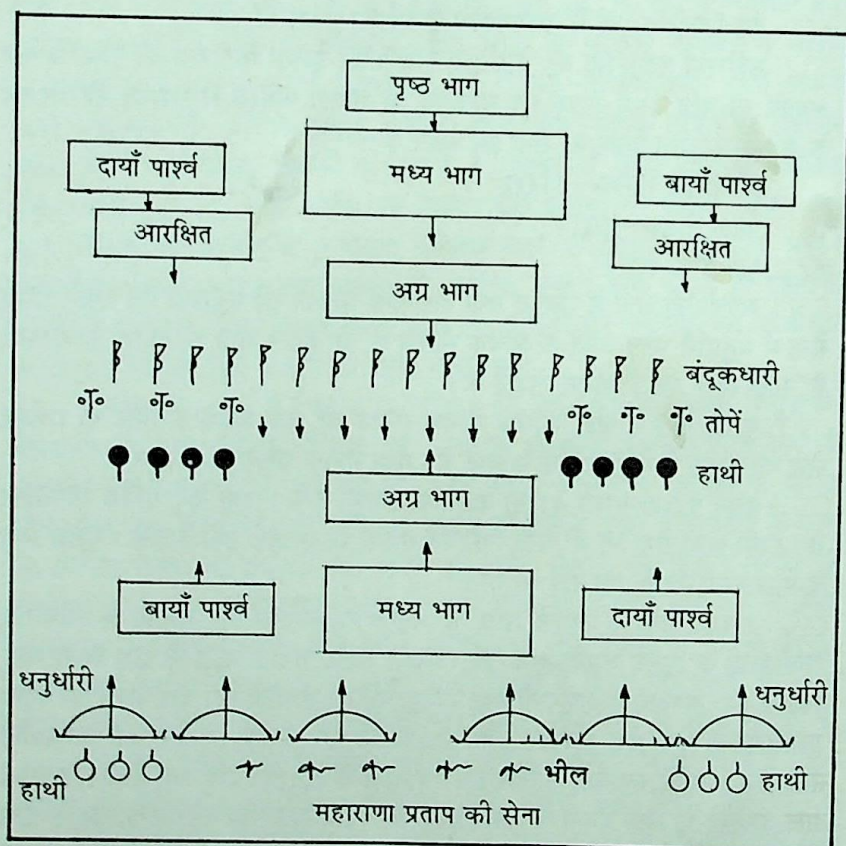 पृष्ठ भाग
दायाँ पार्श्व
मध्य भाग
बायाँ पार्श्व
आरक्षित
आरक्षित
अग्र भाग
बंदूकधारी
तोपें
हाथी
अग्र भाग
बायाँ पार्श्व
मध्य भाग
दायाँ पार्श्व
धनुर्धारी
धनुर्धारी
भील
हाथी
हाथी
महाराणा प्रताप की सेना